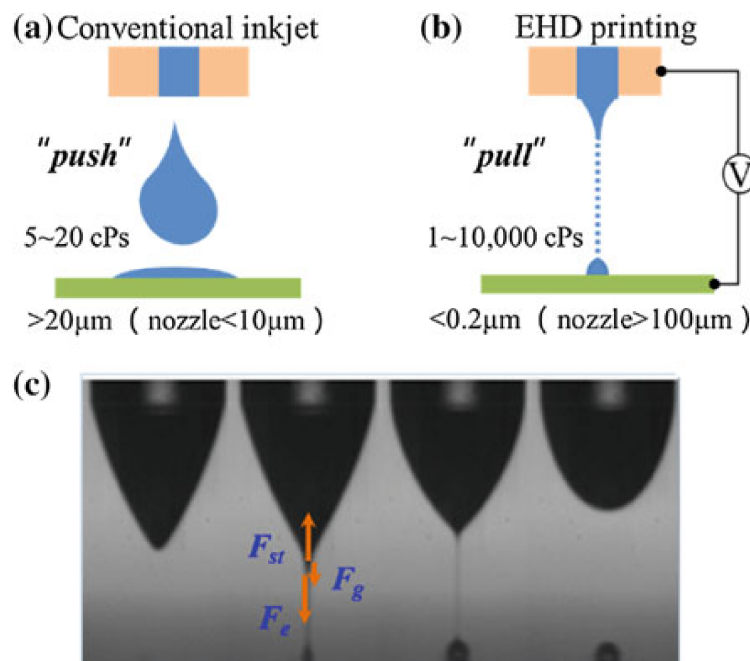 (a) Conventional inkjet
"push"
5~20 cPs
>20μm ( nozzle<10μm )
(b) EHD printing
"pull"
V
1~10,000 cPs
<0.2μm ( nozzle>100μm )
(c)
F_st
F_g
F_e